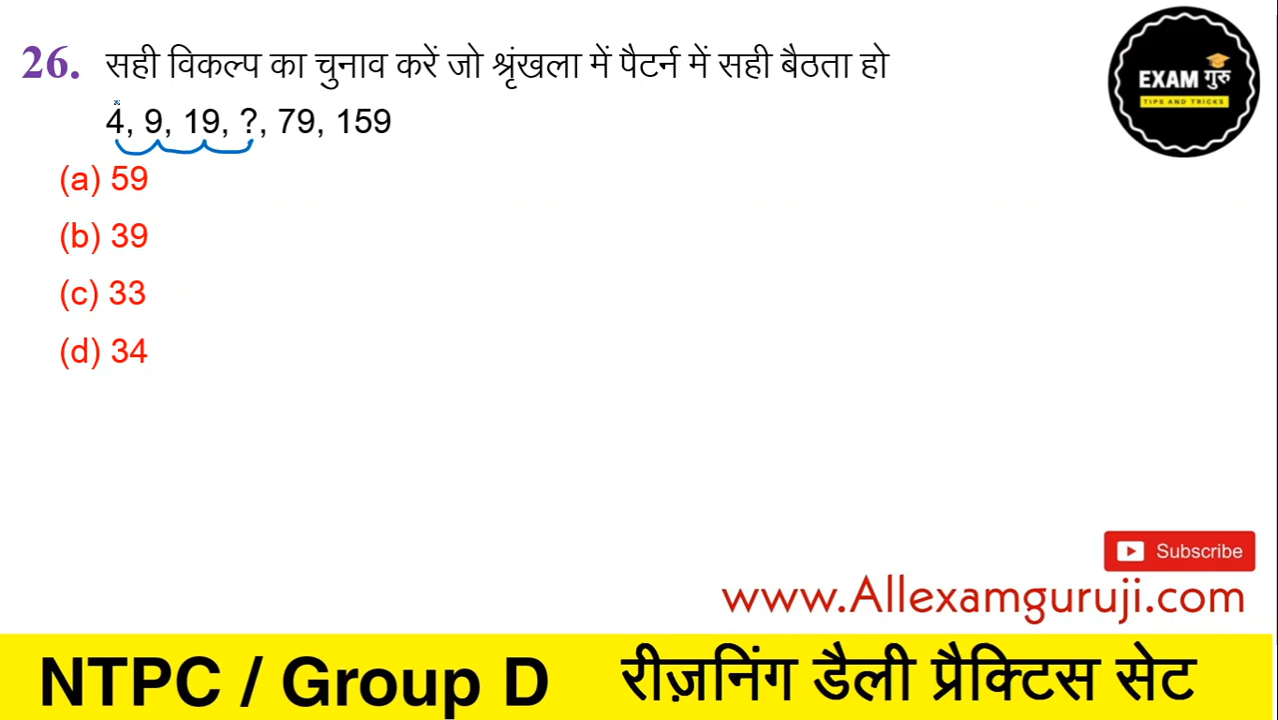 26. सही विकल्प का चुनाव करें जो श्रृंखला में पैटर्न में सही बैठता हो
4, 9, 19, ?, 79, 159
(a) 59
(b) 39
(c) 33
(d) 34
EXAM गुरु
TIPS AND TRICKS
Subscribe
www.Allexamguruji.com
NTPC / Group D रीज़निंग डैली प्रैक्टिस सेट